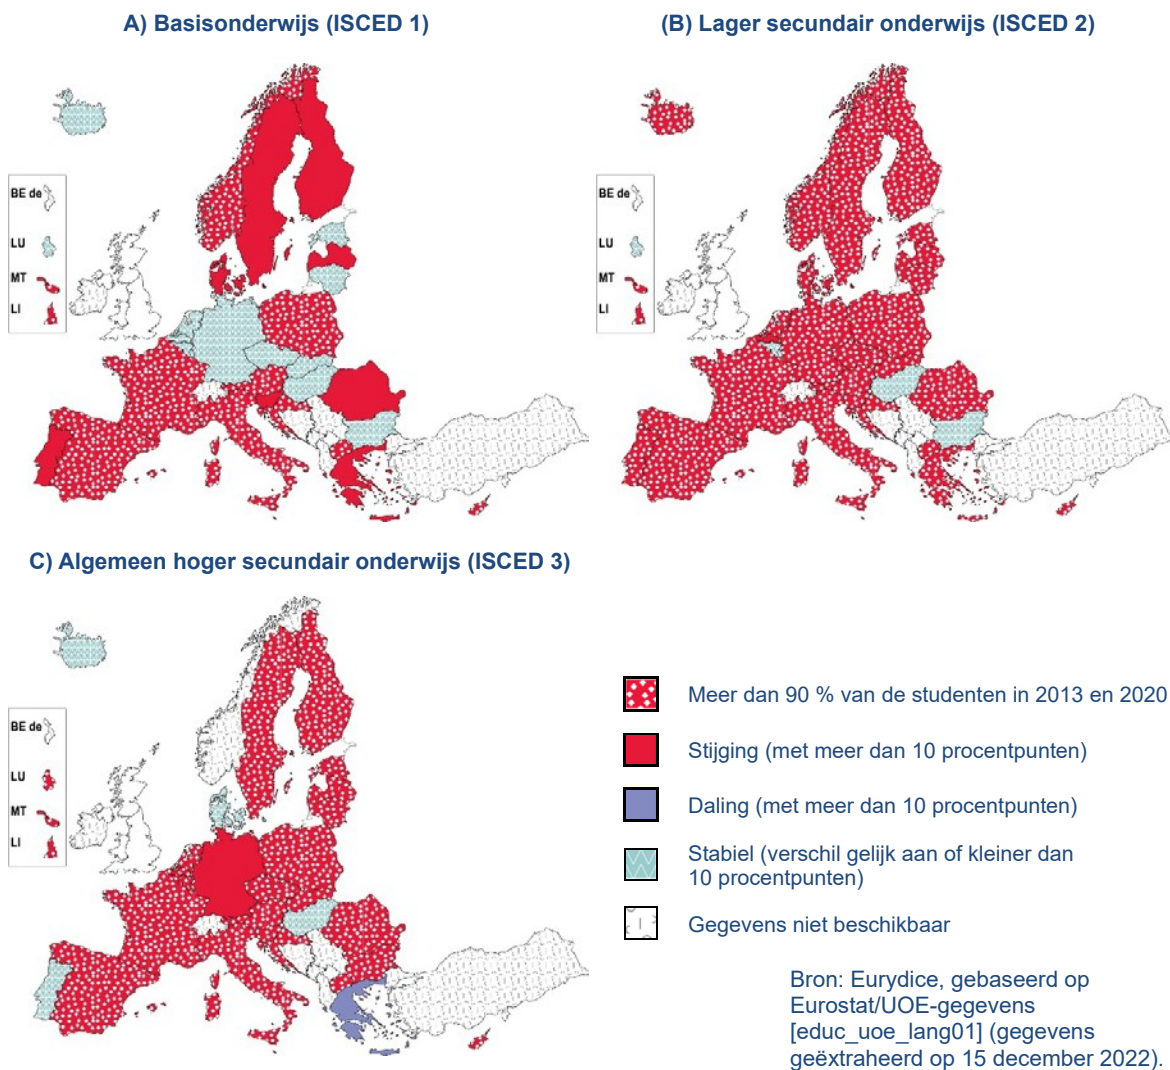 A) Basisonderwijs (ISCED 1)
(B) Lager secundair onderwijs (ISCED 2)
BE de
LU
MT
LI
BE de
LU
MT
LI
C) Algemeen hoger secundair onderwijs (ISCED 3)
BE de
LU
MT
LI
Meer dan 90 % van de studenten in 2013 en 2020
Stijging (met meer dan 10 procentpunten)
Daling (met meer dan 10 procentpunten)
Stabiel (verschil gelijk aan of kleiner dan
10 procentpunten)
Gegevens niet beschikbaar
Bron: Eurydice, gebaseerd op
Eurostat/UOE-gegevens
[educ_uoe_lang01] (gegevens
geëxtraheerd op 15 december 2022).